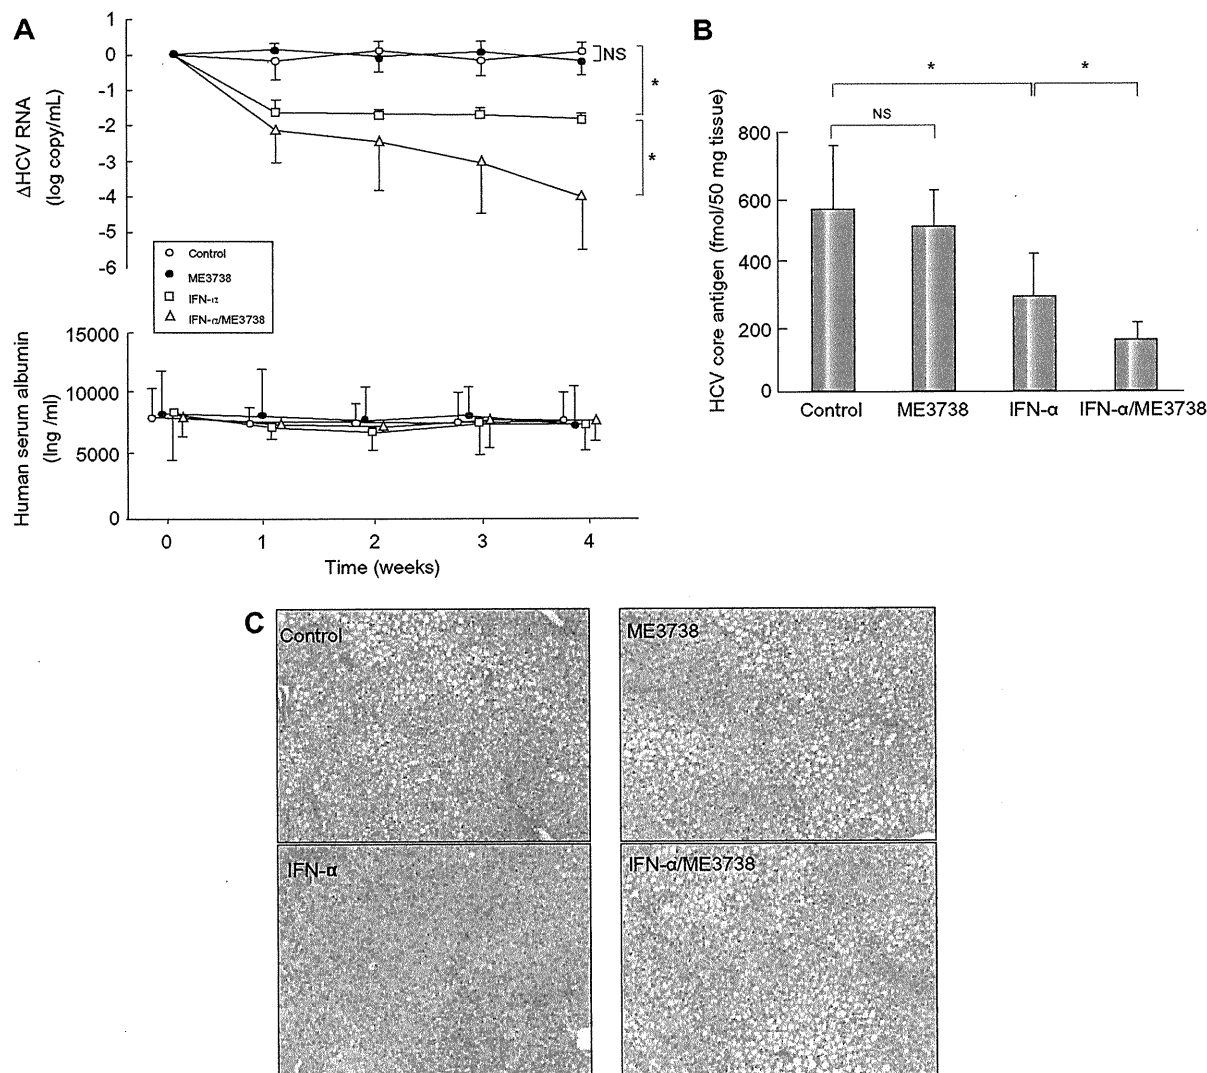 A
1
0
-1
-2
-3
-4
-5
-6
ΔHCV RNA
(log copy/mL)
NS
*
*
Control
ME3738
IFN-α
IFN-α/ME3738
15000
10000
5000
0
Human serum albumin
(Ing /ml)
0 1 2 3 4
Time (weeks)
B
*
*
NS
800
600
400
200
0
HCV core antigen (fmol/50 mg tissue)
Control ME3738 IFN-α IFN-α/ME3738
C
Control
ME3738
IFN-α
IFN-α/ME3738